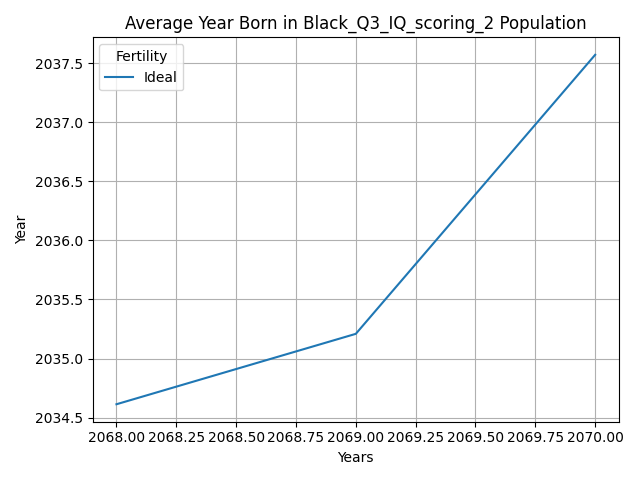 Average Year Born in Black_Q3_IQ_scoring_2 Population
Fertility
Ideal
2037.5
2037.0
2036.5
2036.0
2035.5
2035.0
2034.5
Year
2068.00 2068.25 2068.50 2068.75 2069.00 2069.25 2069.50 2069.75 2070.00
Years